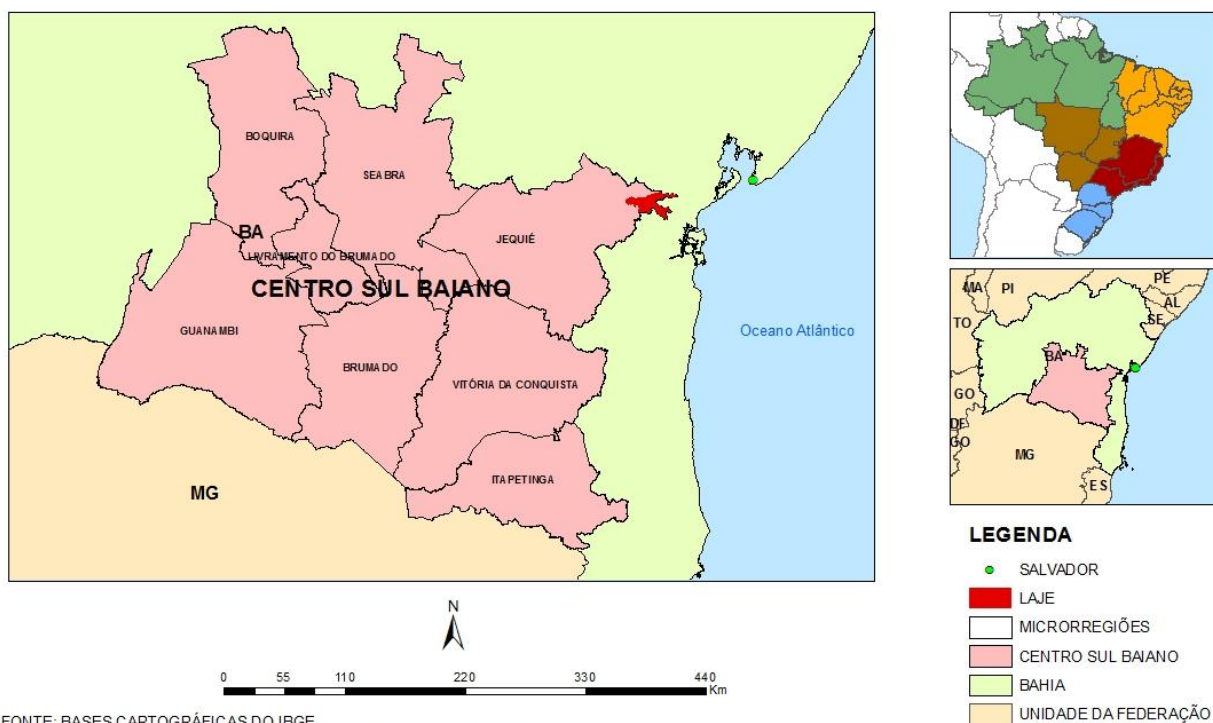 BOQUIRA
SEABRA
BA
JEQUIÉ
LIVRAMENTO DO BRUMADO
CENTRO SUL BAIANO
GUANAMBI
Oceano Atlântico
BRUMADO
VITÓRIA DA CONQUISTA
MG
ITAPETINGA
MA
PI
PE
AL
SE
TO
BA
GO
DF
GO
MG
ES
LEGENDA
SALVADOR
LAJE
MICRORREGIÕES
CENTRO SUL BAIANO
BAHIA
UNIDADE DA FEDERAÇÃO
N
0 55 110 220 330 440
Km
FONTE: BASES CARTOGRÁFICAS DO IBGE